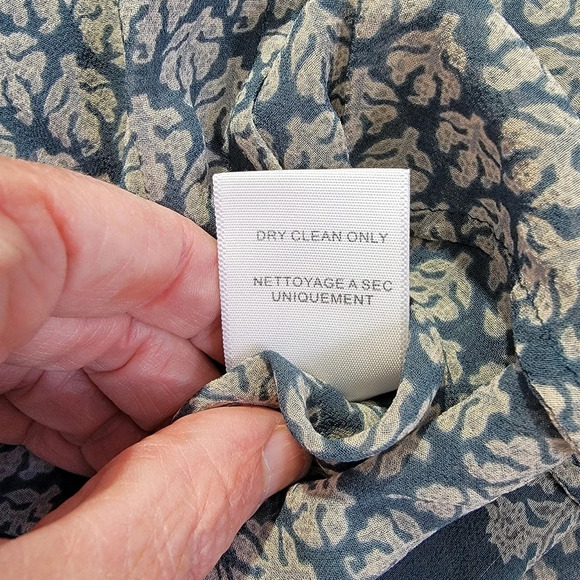 DRY CLEAN ONLY
NETTOYAGE A SEC
UNIQUEMENT